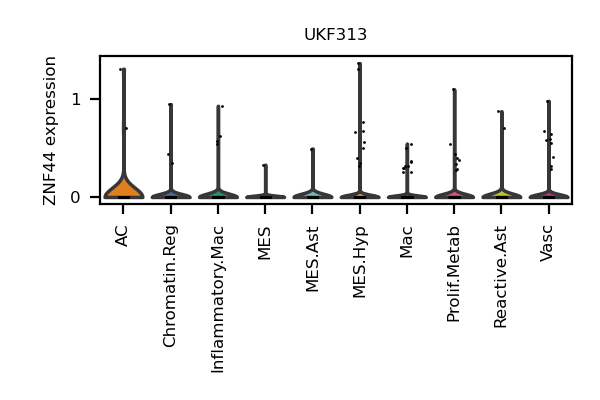 UKF313
ZNF44 expression
1
0
AC
Chromatin.Reg
Inflammatory.Mac
MES
MES.Ast
MES.Hyp
Mac
Prolif.Metab
Reactive.Ast
Vasc